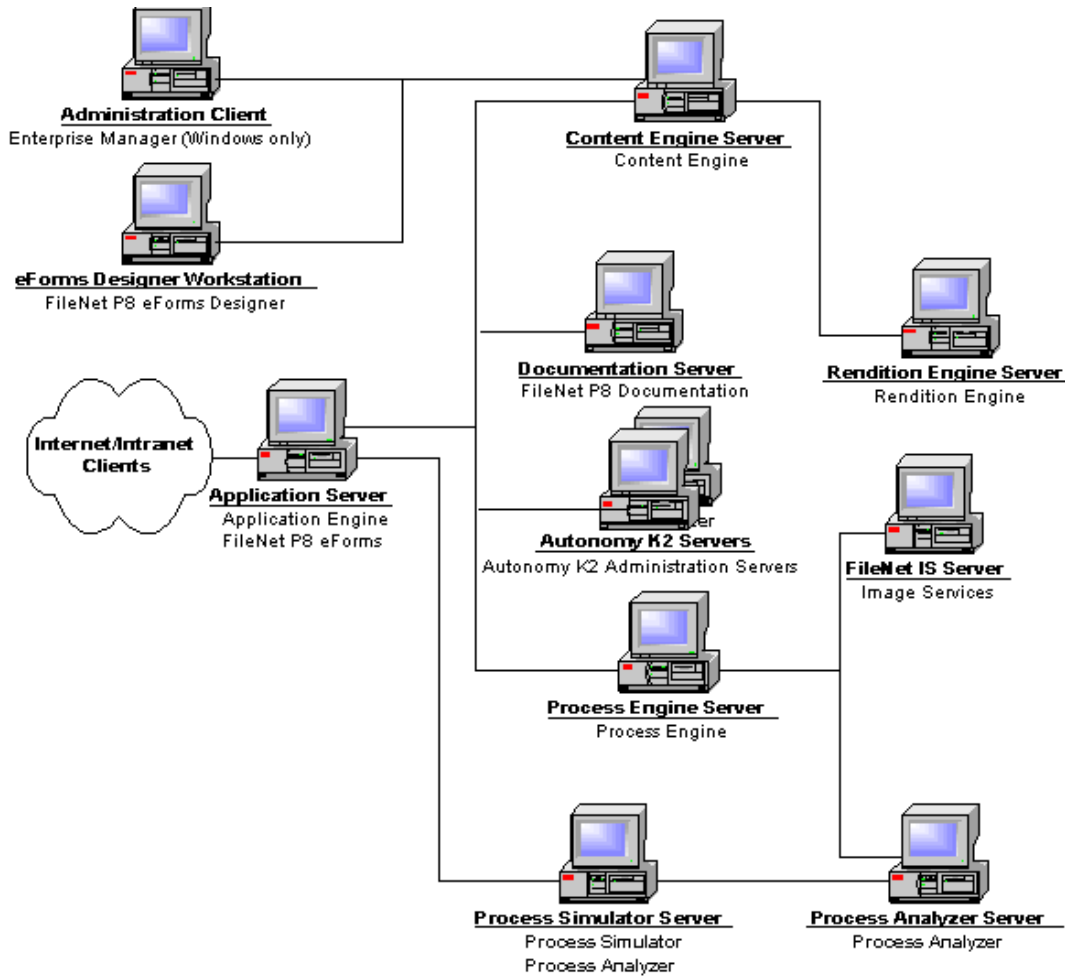 Administration Client
Enterprise Manager (Windows only)
Content Engine Server
Content Engine
eForms Designer Workstation
FileNet P8 eForms Designer
Documentation Server
FileNet P8 Documentation
Rendition Engine Server
Rendition Engine
Internet/Intranet
Clients
Application Server
Application Engine
FileNet P8 eForms
Autonomy K2 Servers
Autonomy K2 Administration Servers
FileNet IS Server
Image Services
Process Engine Server
Process Engine
Process Simulator Server
Process Simulator
Process Analyzer
Process Analyzer Server
Process Analyzer